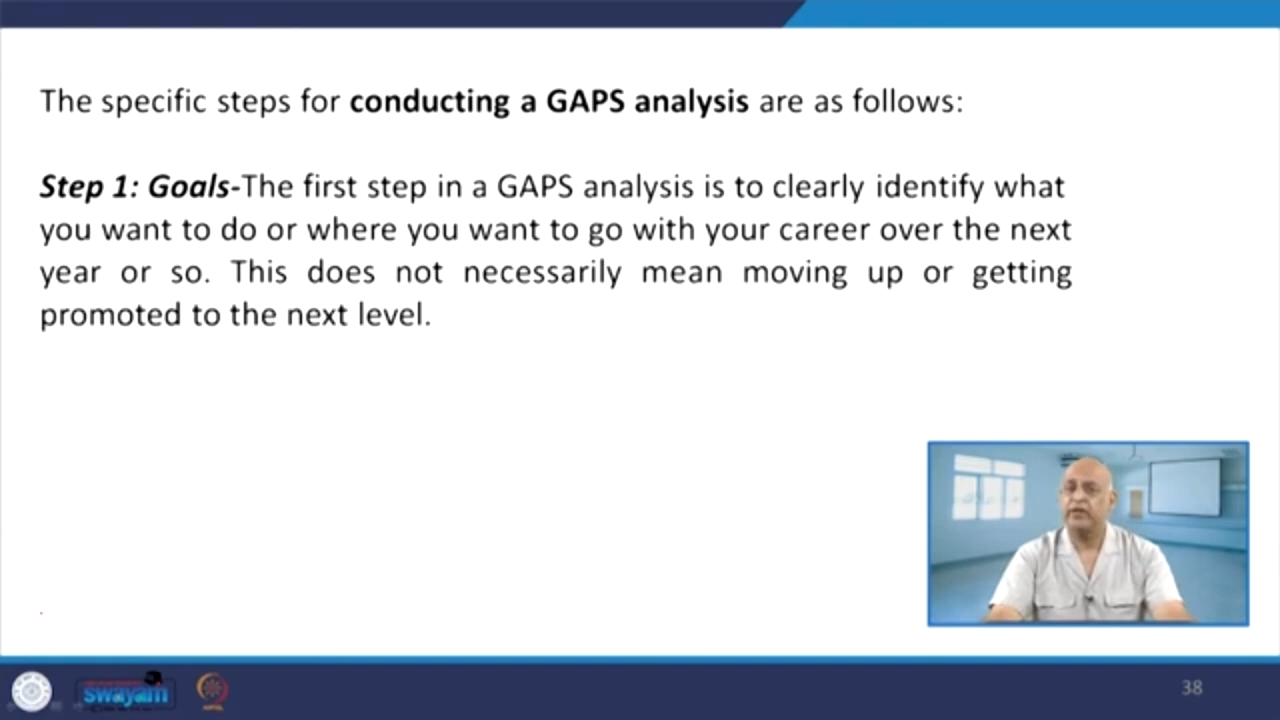 The specific steps for conducting a GAPS analysis are as follows:
Step 1: Goals-The first step in a GAPS analysis is to clearly identify what
you want to do or where you want to go with your career over the next
year or so. This does not necessarily mean moving up or getting
promoted to the next level.
swayam
38